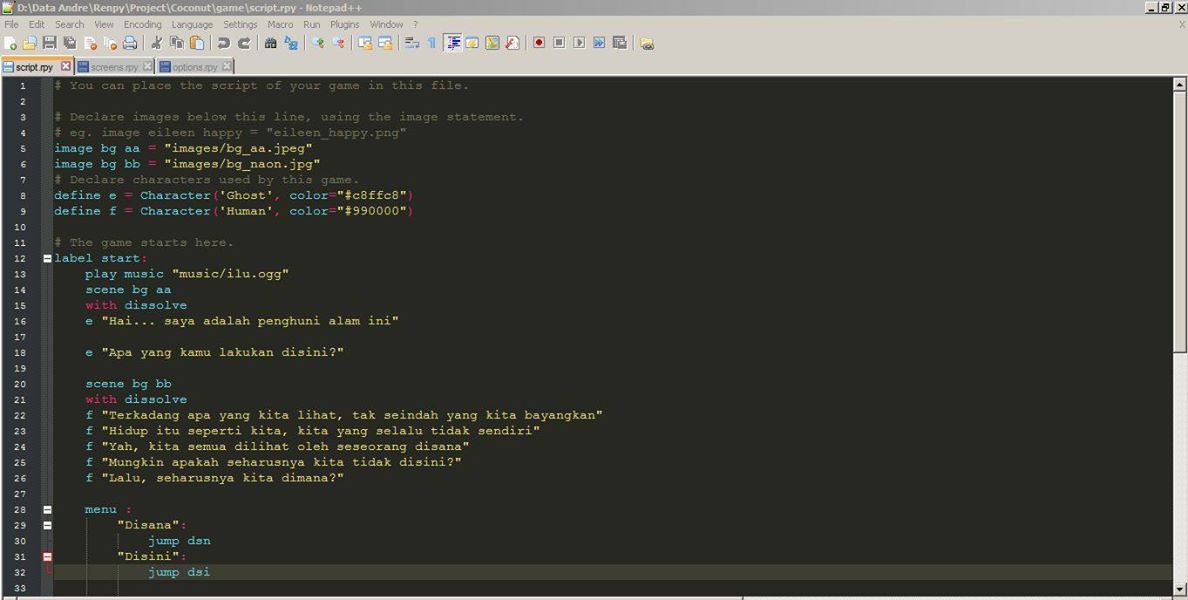 D:\Data Andre\Renpy\Project\Coconut\game\script.rpy - Notepad++
File Edit Search View Encoding Language Settings Macro Run Plugins Window ? X
script.rpy screens.rpy options.rpy
1 # You can place the script of your game in this file.
2
3 # Declare images below this line, using the image statement.
4 # eg. image eileen happy = "eileen_happy.png"
5 image bg aa = "images/bg_aa.jpeg"
6 image bg bb = "images/bg_naon.jpg"
7 # Declare characters used by this game.
8 define e = Character('Ghost', color="#c8ffc8")
9 define f = Character('Human', color="#990000")
10
11 # The game starts here.
12 label start:
13 play music "music/ilu.ogg"
14 scene bg aa
15 with dissolve
16 e "Hai... saya adalah penghuni alam ini"
17
18 e "Apa yang kamu lakukan disini?"
19
20 scene bg bb
21 with dissolve
22 f "Terkadang apa yang kita lihat, tak seindah yang kita bayangkan"
23 f "Hidup itu seperti kita, kita yang selalu tidak sendiri"
24 f "Yah, kita semua dilihat oleh seseorang disana"
25 f "Mungkin apakah seharusnya kita tidak disini?"
26 f "Lalu, seharusnya kita dimana?"
27
28 menu :
29 "Disana":
30 jump dsn
31 "Disini":
32 jump dsi
33